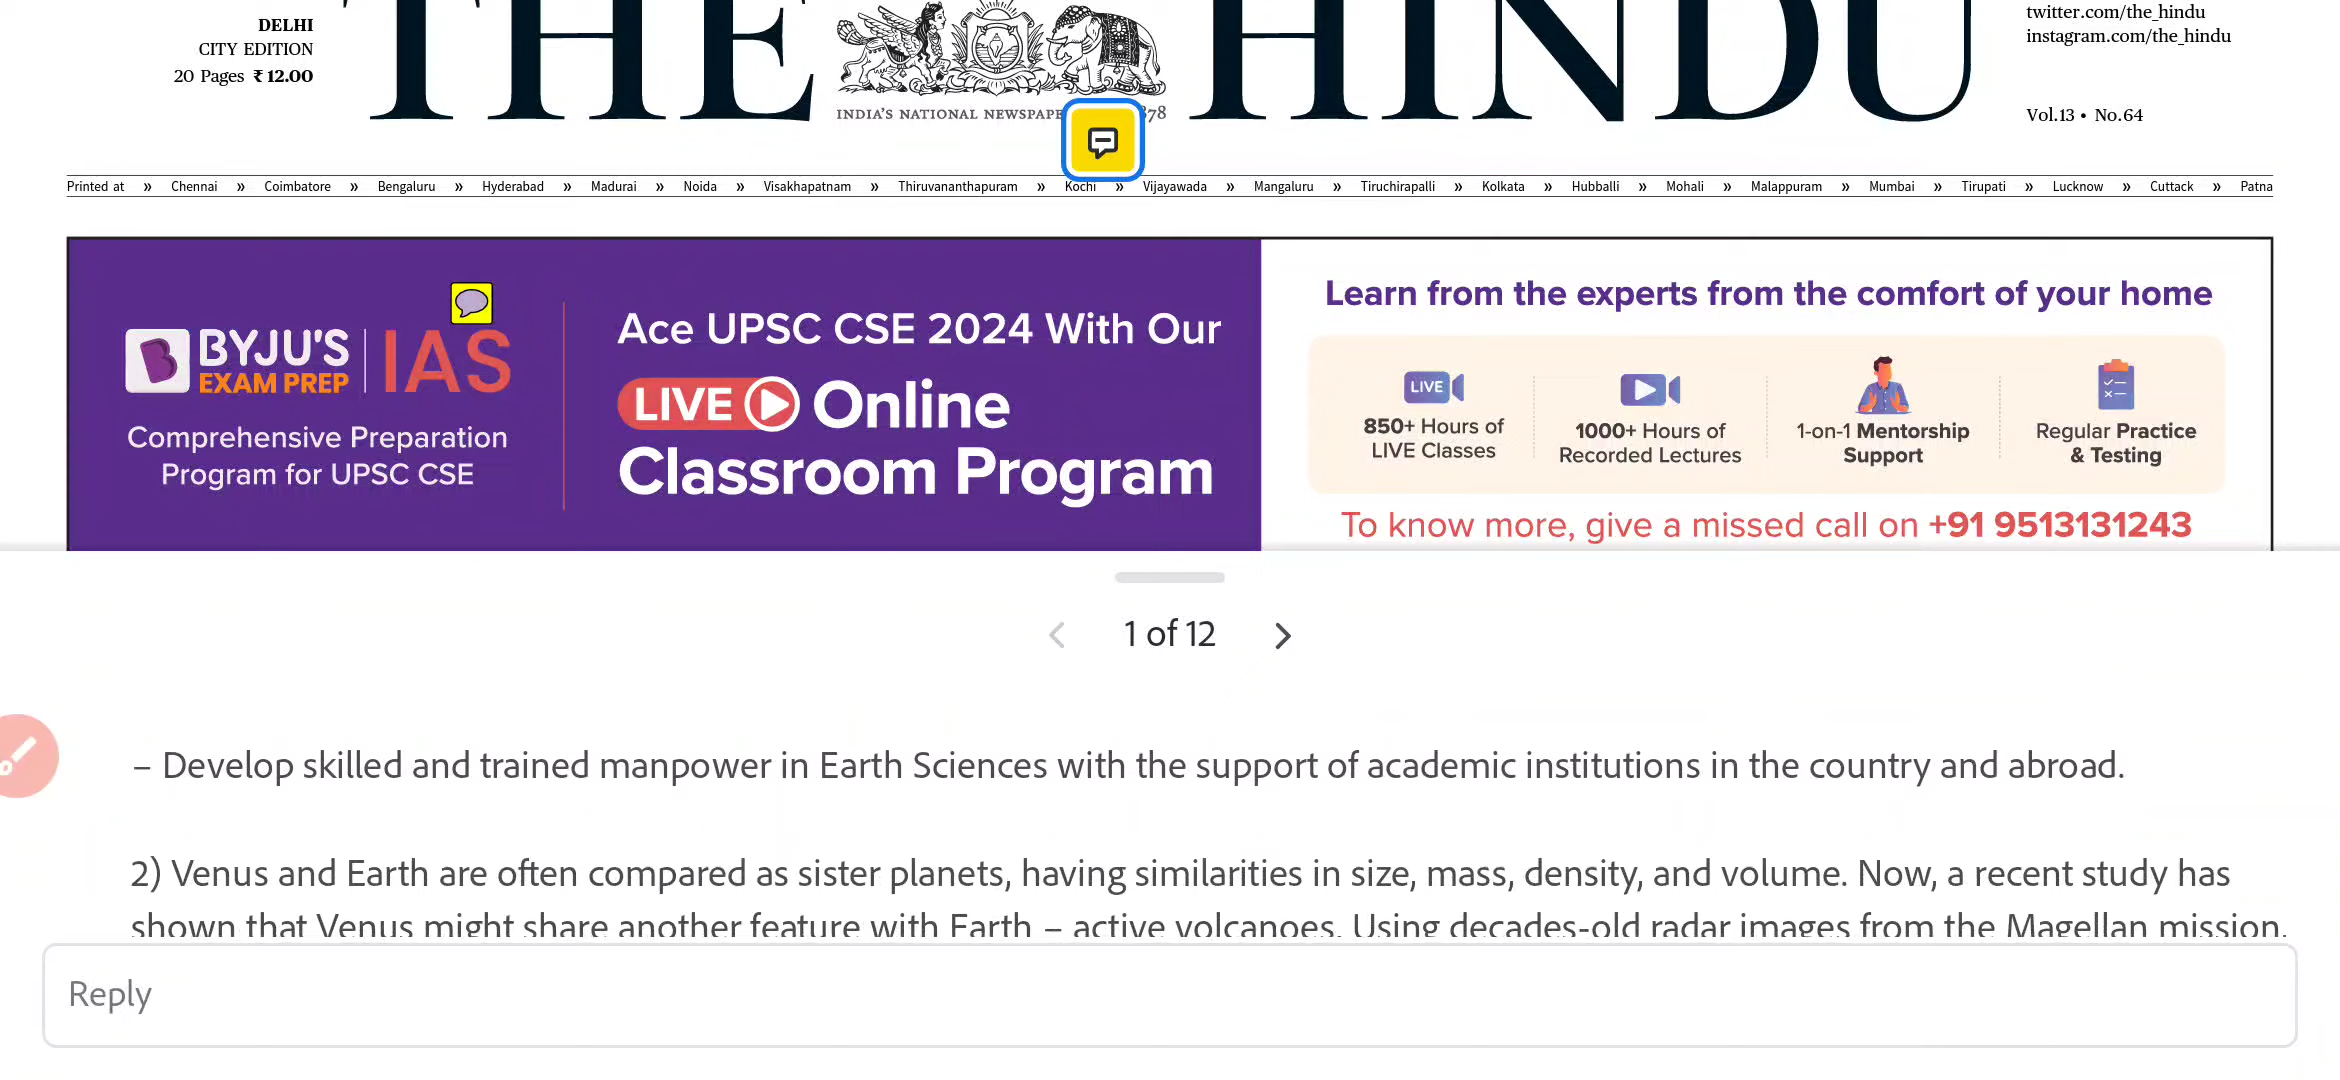 DELHI
CITY EDITION
20 Pages ₹ 12.00
THE HINDU
INDIA'S NATIONAL NEWSPAPE
878
twitter.com/the_hindu
instagram.com/the_hindu
Vol.13 • No.64
Printed at » Chennai » Coimbatore » Bengaluru » Hyderabad » Madurai » Noida » Visakhapatnam » Thiruvananthapuram » Kochi » Vijayawada » Mangaluru » Tiruchirapalli » Kolkata » Hubballi » Mohali » Malappuram » Mumbai » Tirupati » Lucknow » Cuttack » Patna
BYJU'S
EXAM PREP
IAS
Comprehensive Preparation
Program for UPSC CSE
Ace UPSC CSE 2024 With Our
LIVE Online
Classroom Program
Learn from the experts from the comfort of your home
LIVE
850+ Hours of
LIVE Classes
1000+ Hours of
Recorded Lectures
1-on-1 Mentorship
Support
Regular Practice
& Testing
To know more, give a missed call on +91 9513131243
1 of 12
– Develop skilled and trained manpower in Earth Sciences with the support of academic institutions in the country and abroad.
2) Venus and Earth are often compared as sister planets, having similarities in size, mass, density, and volume. Now, a recent study has
shown that Venus might share another feature with Earth – active volcanoes. Using decades-old radar images from the Magellan mission,
Reply